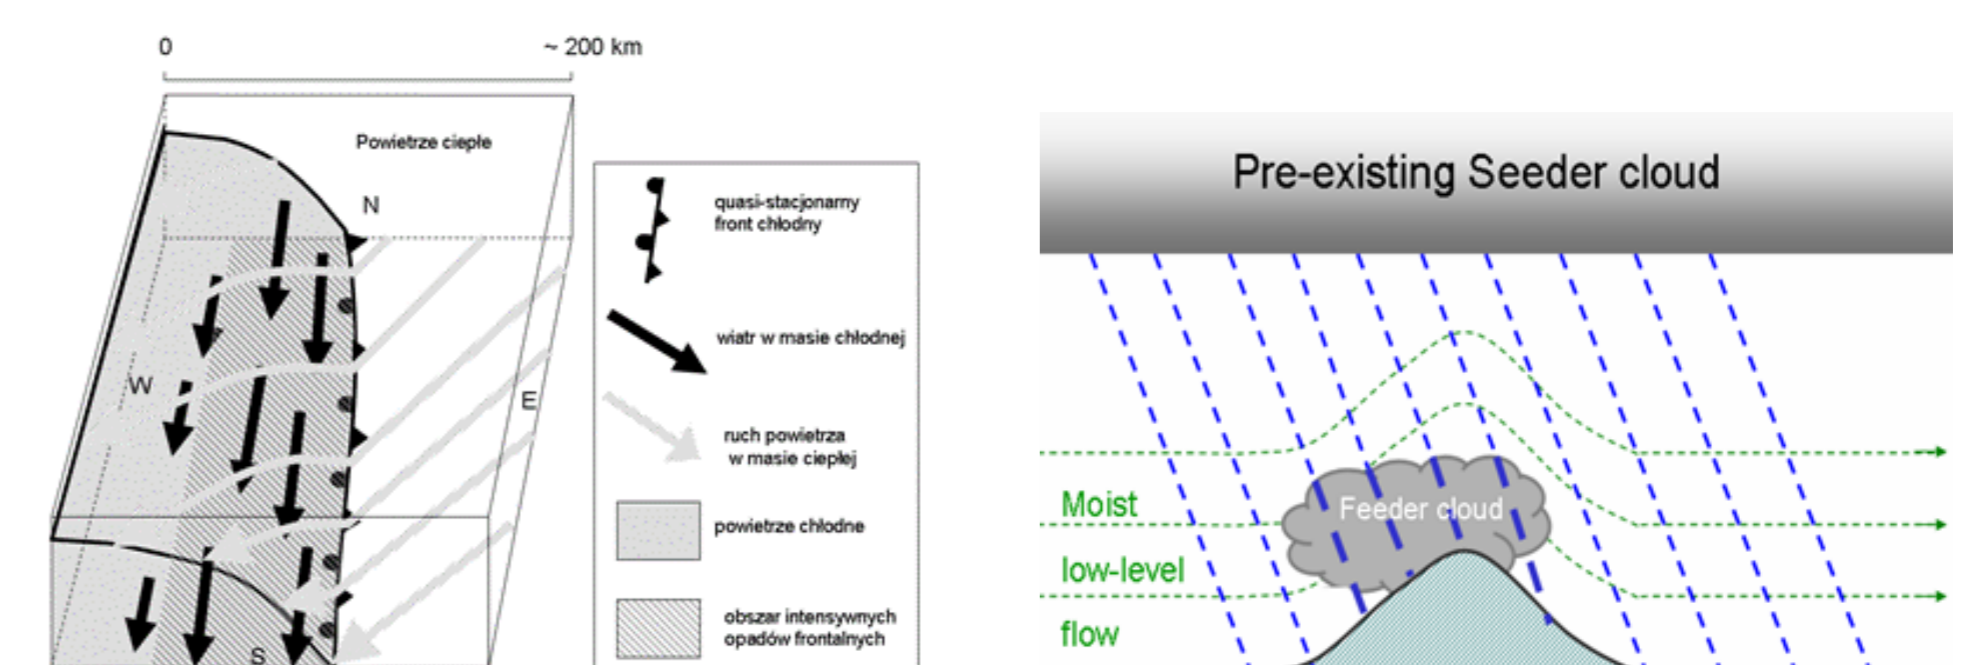 0
~ 200 km
Powietrze ciepłe
N
W
E
S
quasi-stacjonarny
front chłodny
wiatr w masie chłodnej
ruch powietrza
w masie ciepłej
powietrze chłodne
obszar intensywnych
opadów frontalnych
Pre-existing Seeder cloud
Feeder cloud
Moist
low-level
flow